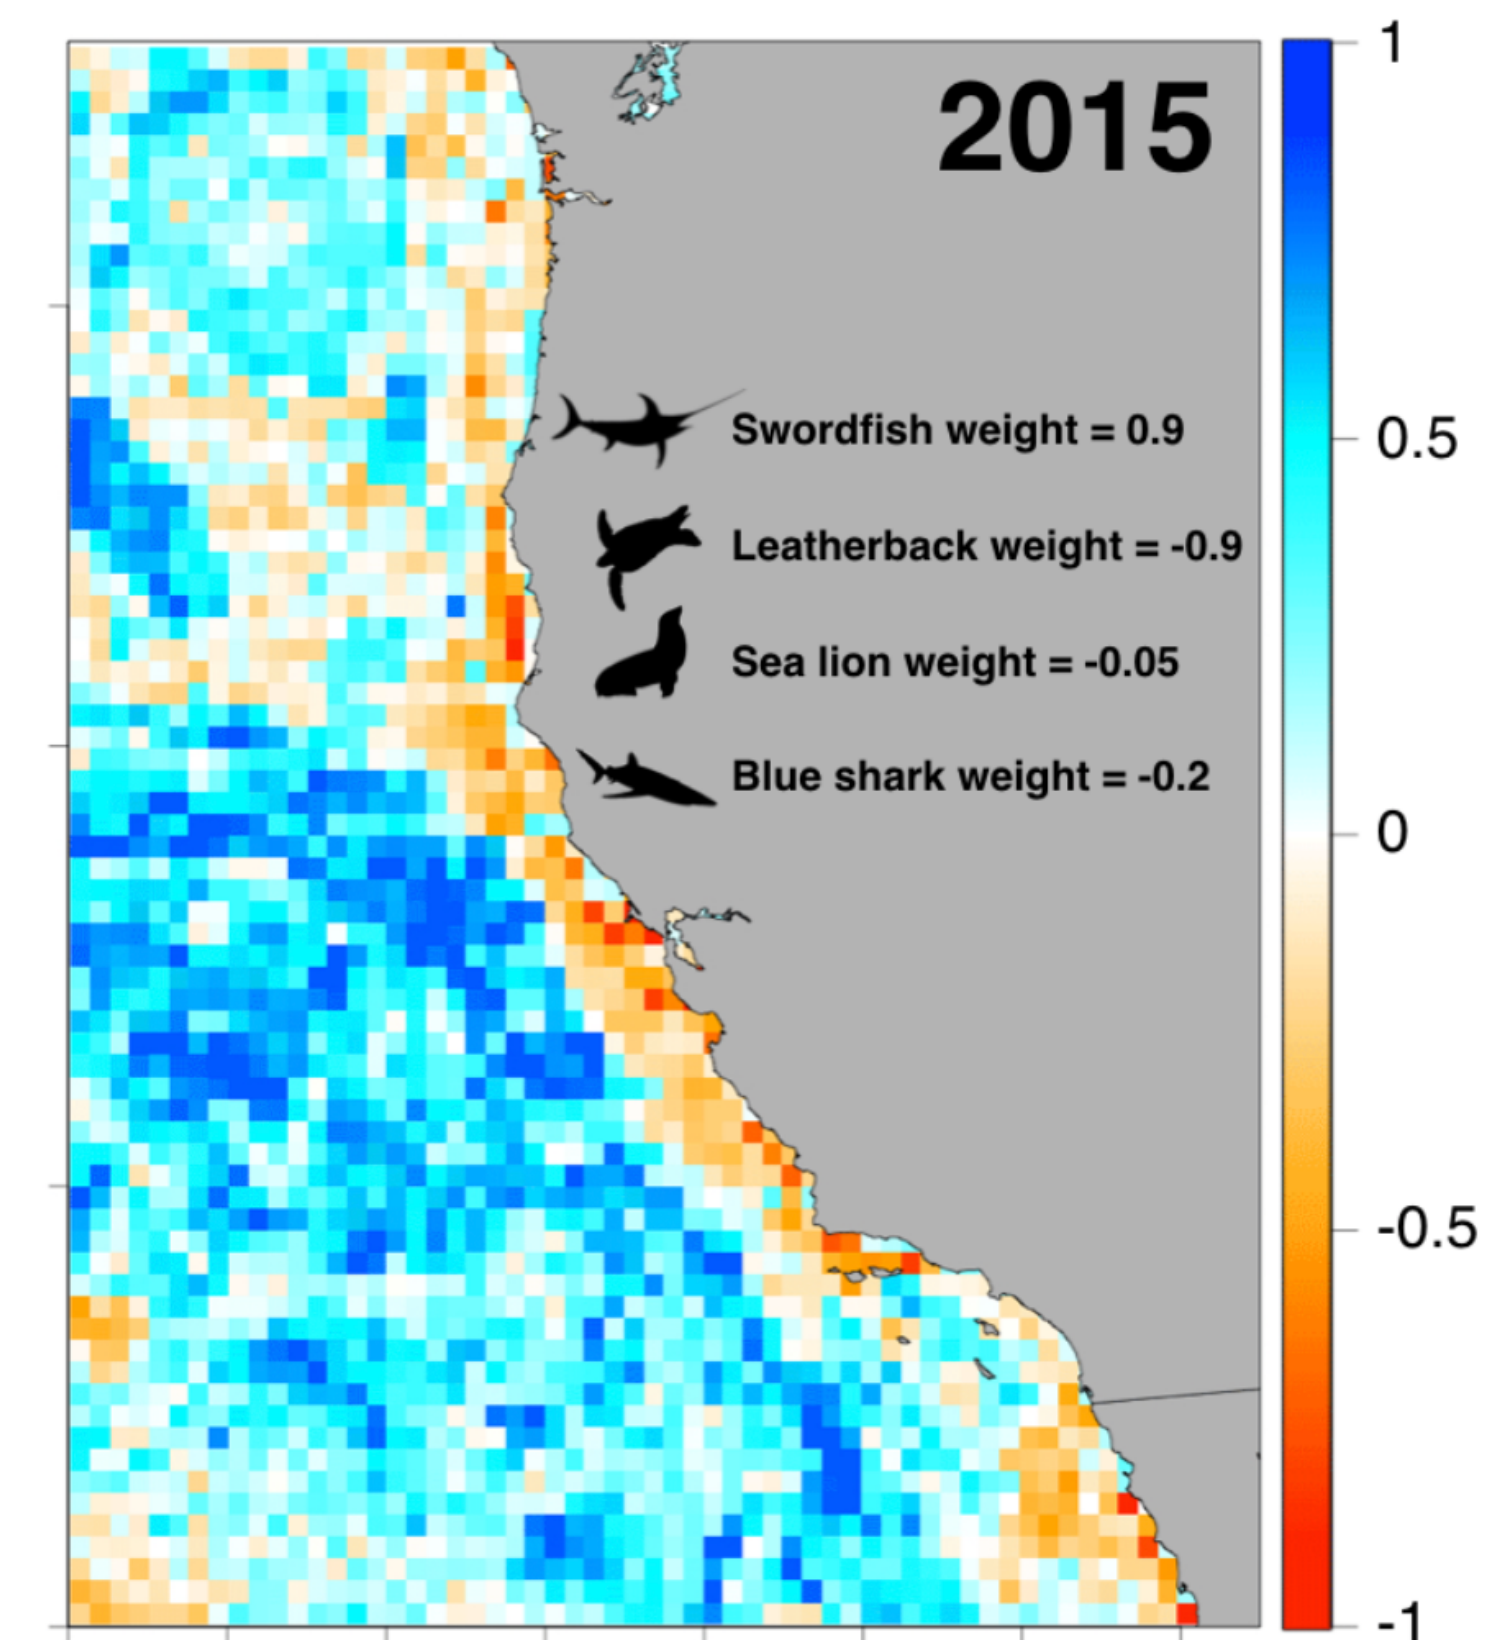 1
2015
0.5
Swordfish weight = 0.9
Leatherback weight = -0.9
Sea lion weight = -0.05
Blue shark weight = -0.2
0
-0.5
-1